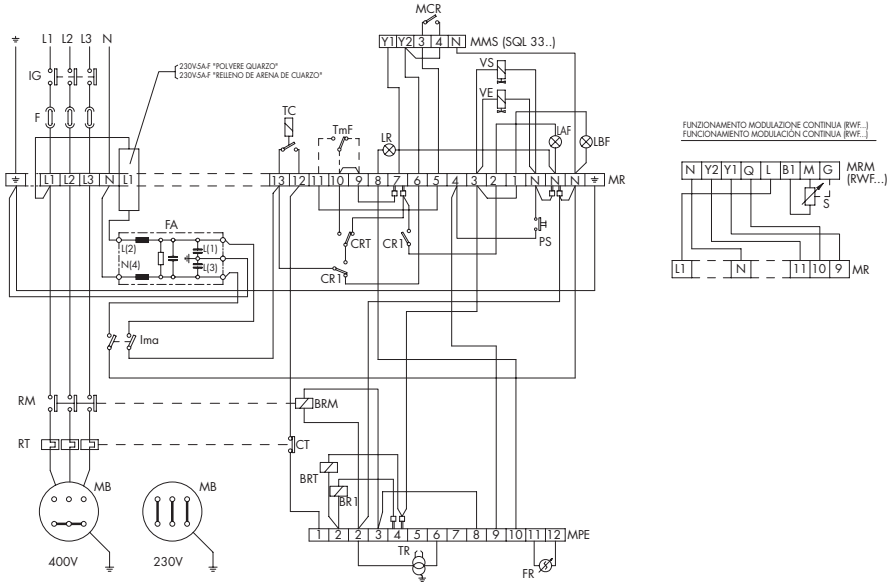 MCR
L1 L2 L3 N
Y1 Y2 3 4 N MMS (SQL 33..)
IG
230V-5A-F "POLVERE QUARZO"
230V-5A-F "RELLENO DE ARENA DE CUARZO"
VS
VE
F
TC
TmF
LR
LAF
LBF
L1 L2 L3 N L1
13 12 11 10 9 8 7 6 5 4 3 2 1 N N N N MR
FUNZIONAMENTO MODULAZIONE CONTINUA (RWF...)
FUNCIONAMIENTO MODULACIÓN CONTINUA (RWF...)
N Y2 Y1 Q L B1 M G MRM
(RWF...)
S
L1 N 11 10 9 MR
FA
L(2) L(1)
N(4) L(3)
CRT
CR1
PS
CR1
Ima
RM
BRM
RT
CT
BRT
BR1
MB
MB
400V
230V
1 2 2 3 4 5 6 7 8 9 10 11 12 MPE
TR
FR